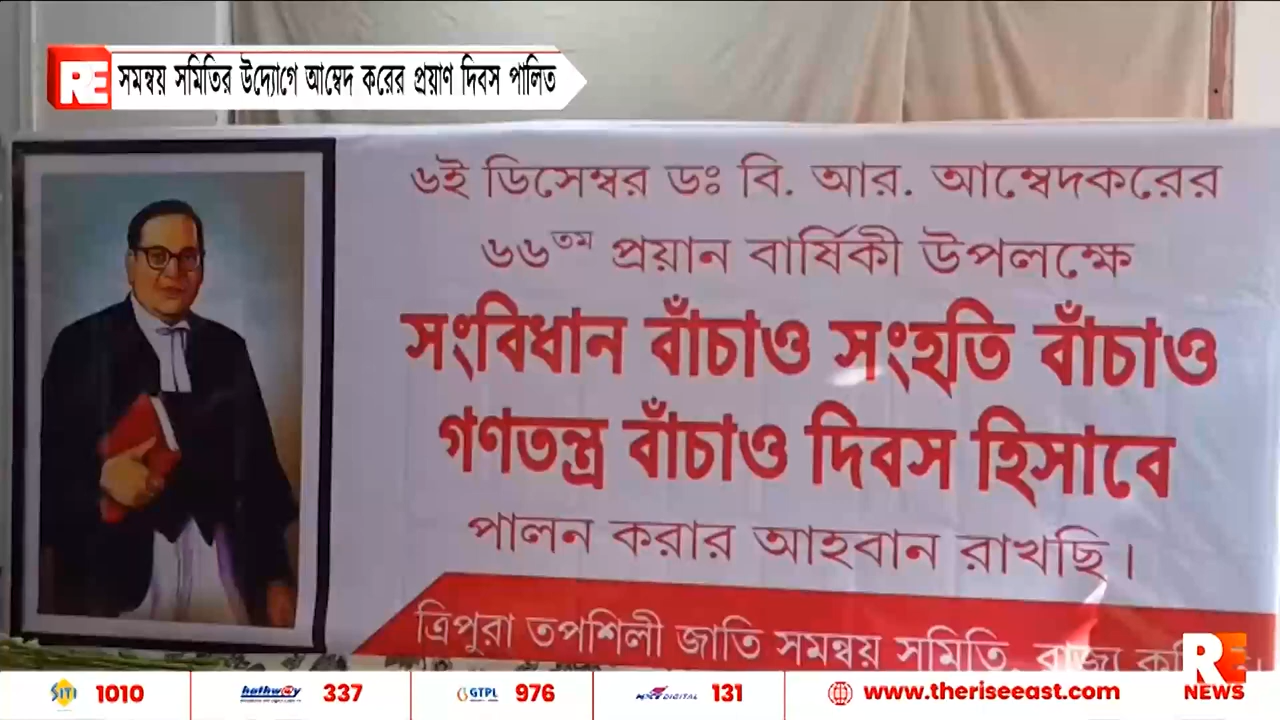 RE সমন্বয় সমিতির উদ্যোগে আম্বেদ করের প্রয়াণ দিবস পালিত
৬ই ডিসেম্বর ডঃ বি. আর. আম্বেদকরের
৬৬তম প্রয়ান বার্ষিকী উপলক্ষে
সংবিধান বাঁচাও সংহতি বাঁচাও
গণতন্ত্র বাঁচাও দিবস হিসাবে
পালন করার আহবান রাখছি।
ত্রিপুরা তপশিলী জাতি সমন্বয় সমিতি, রাজ্য
RE NEWS
SITI 1010
hathway 337
GTPL 976
NXT DIGITAL 131
www.theriseeast.com